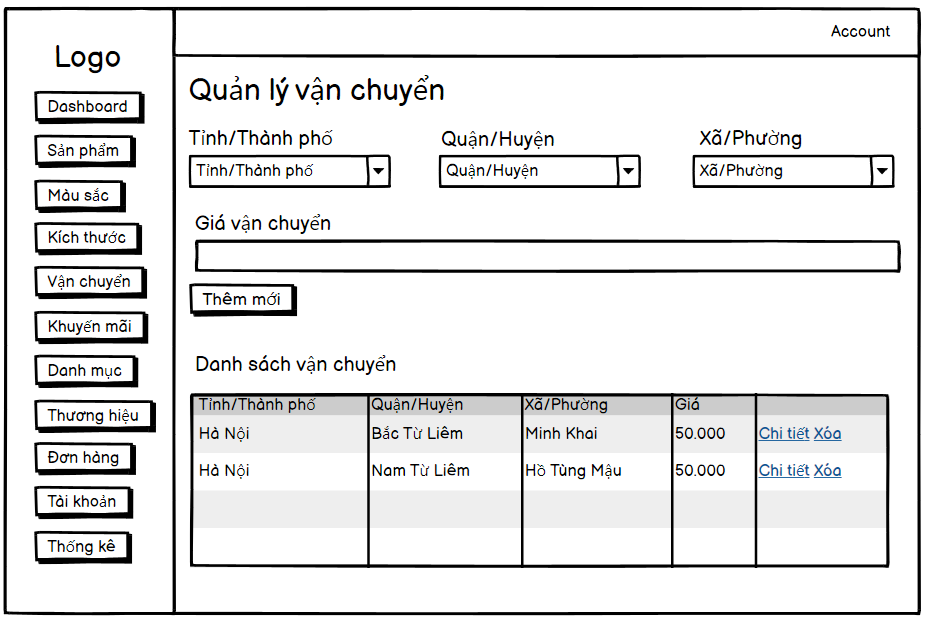 Account
Logo
Dashboard
Sản phẩm
Màu sắc
Kích thước
Vận chuyển
Khuyến mãi
Danh mục
Thương hiệu
Đơn hàng
Tài khoản
Thống kê
Quản lý vận chuyển
Tỉnh/Thành phố Quận/Huyện Xã/Phường
Tỉnh/Thành phố Quận/Huyện Xã/Phường
Giá vận chuyển
Thêm mới
Danh sách vận chuyển
Tỉnh/Thành phố Quận/Huyện Xã/Phường Giá
Hà Nội Bắc Từ Liêm Minh Khai 50.000 Chi tiết Xóa
Hà Nội Nam Từ Liêm Hồ Tùng Mậu 50.000 Chi tiết Xóa